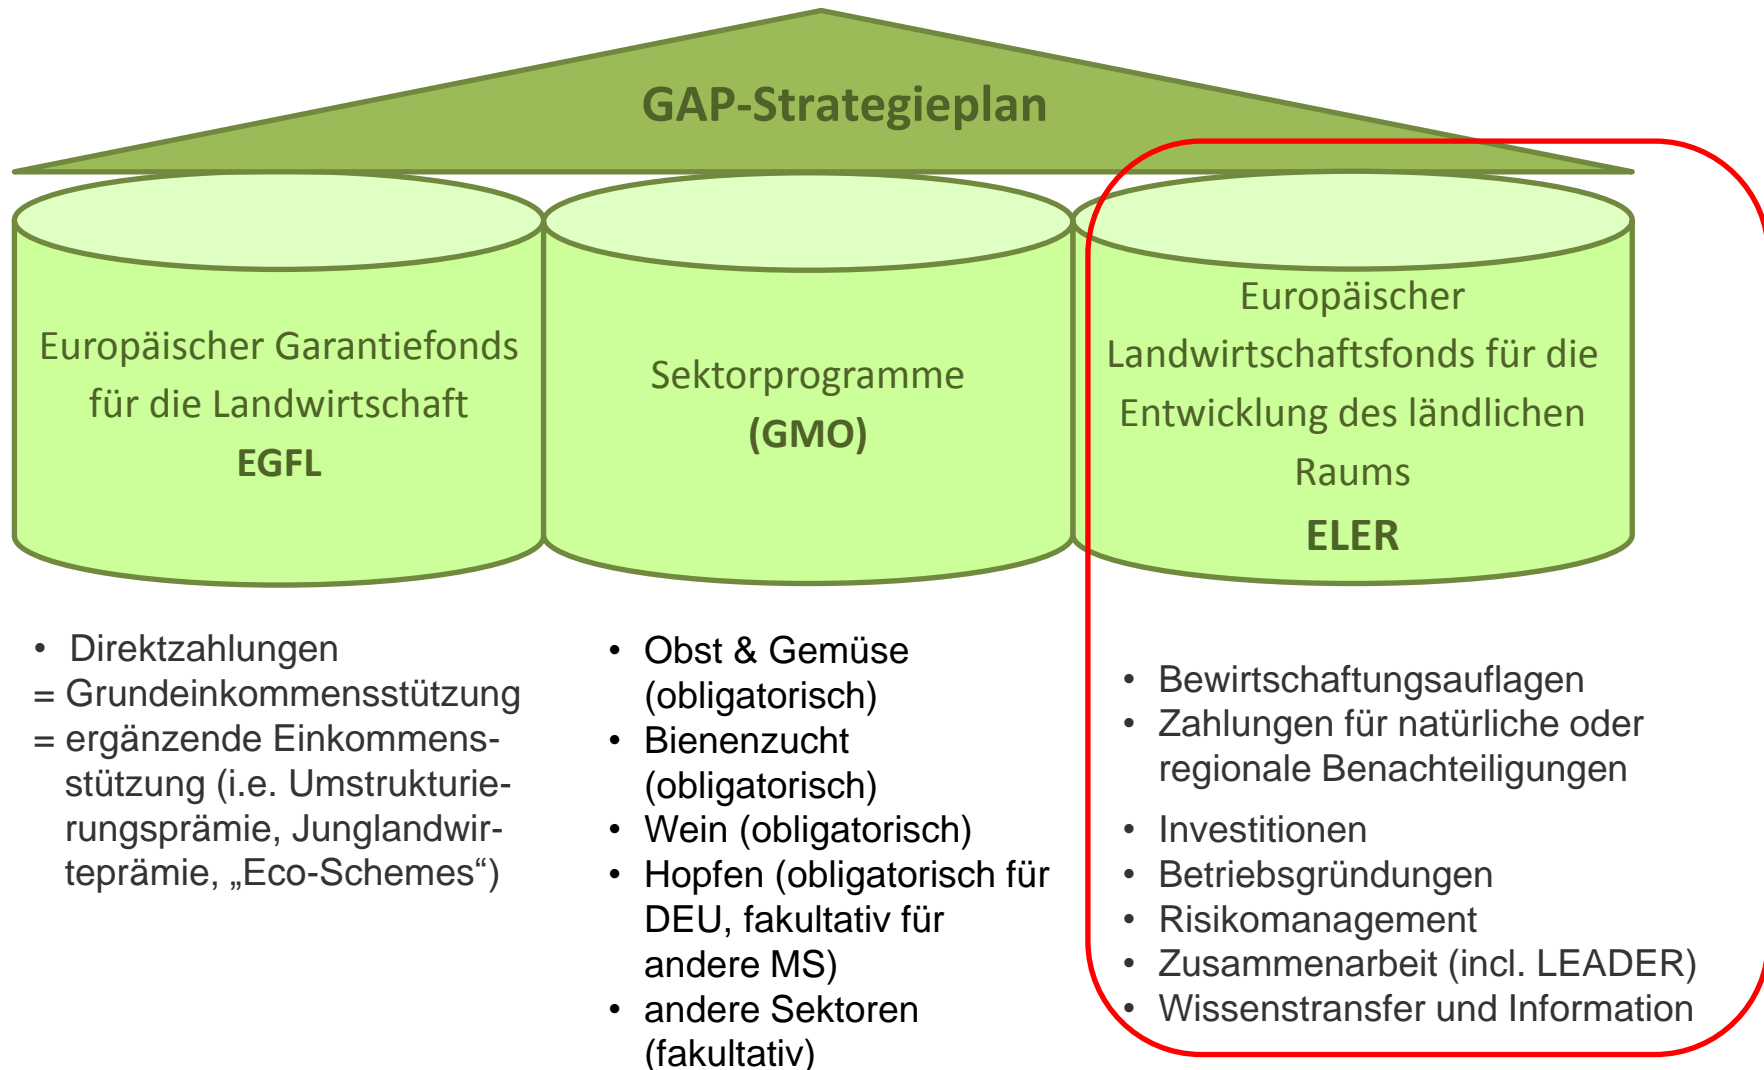 GAP-Strategieplan
Europäischer Garantiefonds
für die Landwirtschaft
EGFL
Sektorprogramme
(GMO)
Europäischer
Landwirtschaftsfonds für die
Entwicklung des ländlichen
Raums
ELER
• Direktzahlungen
= Grundeinkommensstützung
= ergänzende Einkommens-
stützung (i.e. Umstrukturie-
rungsprämie, Junglandwir-
teprämie, „Eco-Schemes“)
• Obst & Gemüse
(obligatorisch)
• Bienenzucht
(obligatorisch)
• Wein (obligatorisch)
• Hopfen (obligatorisch für
DEU, fakultativ für
andere MS)
• andere Sektoren
(fakultativ)
• Bewirtschaftungsauflagen
• Zahlungen für natürliche oder
regionale Benachteiligungen
• Investitionen
• Betriebsgründungen
• Risikomanagement
• Zusammenarbeit (incl. LEADER)
• Wissenstransfer und Information